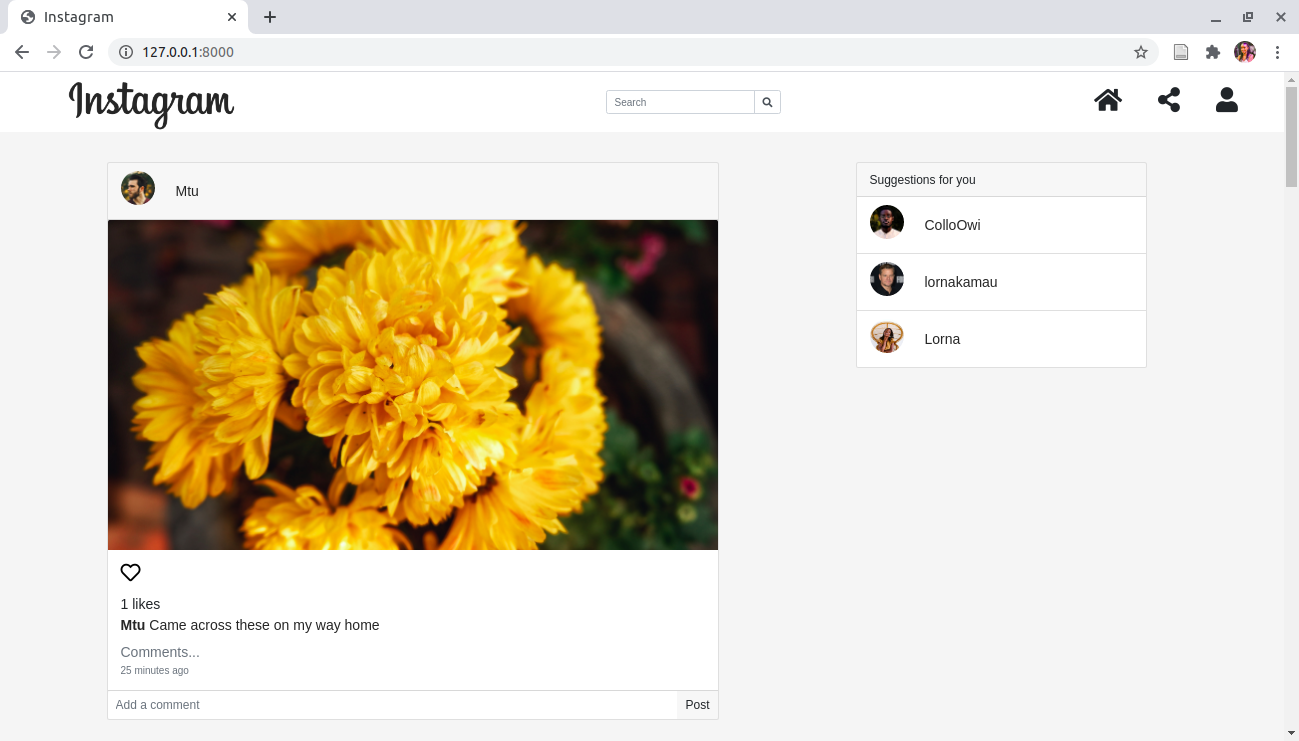 Instagram
127.0.0.1:8000
Instagram
Search
Mtu
1 likes
Mtu Came across these on my way home
Comments...
25 minutes ago
Add a comment
Post
Suggestions for you
ColloOwi
lornakamau
Lorna